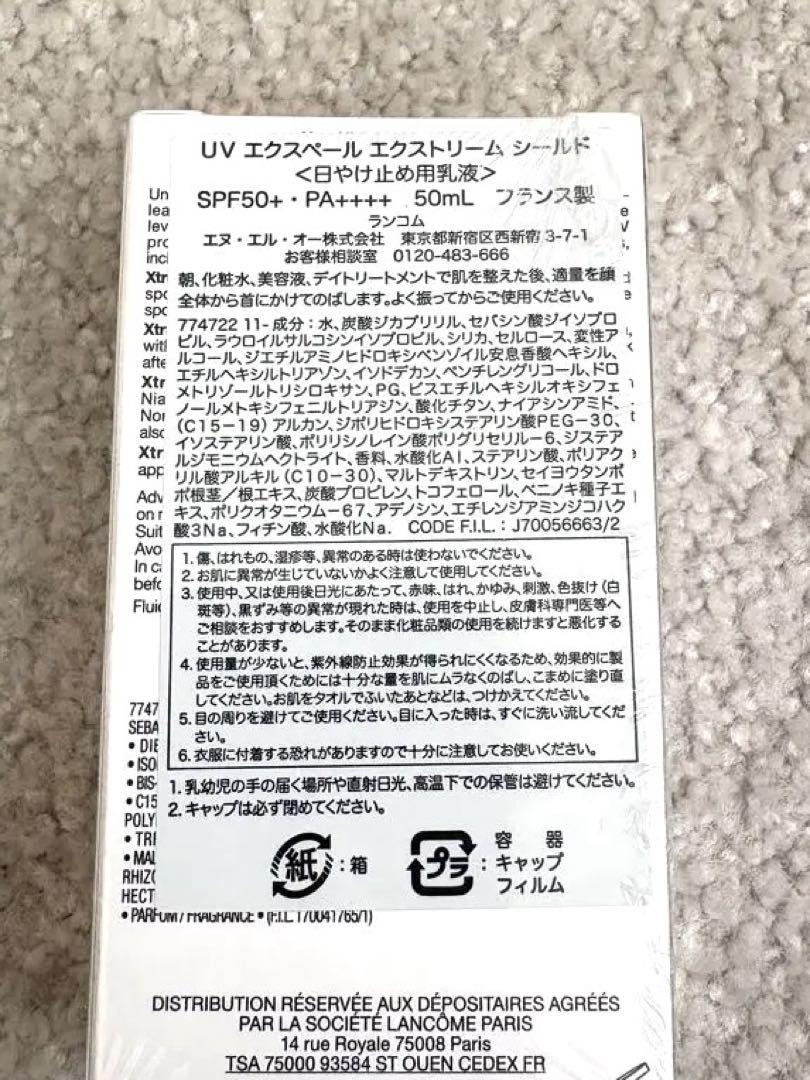 UV エクスペール エクストリーム シールド
<日やけ止め用乳液>
SPF50+・PA++++ 50mL フランス製
ランコム
エヌ・エル・オー株式会社 東京都新宿区西新宿 3-7-1
お客様相談室 0120-483-666
朝、化粧水、美容液、デイトリートメントで肌を整えた後、適量を顔
全体から首にかけてのばします。よく振ってからご使用ください。
774722 11- 成分:水、炭酸ジカプリリル、セバシン酸ジイソプロ
ピル、ラウロイルサルコシンイソプロピル、シリカ、セルロース、変性ア
ルコール、ジエチルアミノヒドロキシベンゾイル安息香酸ヘキシル、
エチルヘキシルトリアゾン、イソドデカン、ペンチレングリコール、ドロ
メトリゾールトリシロキサン、PG、ビスエチルヘキシルオキシフェ
ノールメトキシフェニルトリアジン、酸化チタン、ナイアシンアミド、
(C15-19)アルカン、ジポリヒドロキシステアリン酸PEG-30、
イソステアリン酸、ポリリシノレイン酸ポリグリセリル-6、ジステア
ルジモニウムヘクトライト、香料、水酸化Al、ステアリン酸、ポリアク
リル酸アルキル(C10-30)、マルトデキストリン、セイヨウタンポ
ポ根茎/根エキス、炭酸プロピレン、トコフェロール、ベニノキ種子エ
キス、ポリクオタニウム-67、アデノシン、エチレンジアミンジコハク
酸3Na、フィチン酸、水酸化Na. CODE F.I.L.:J70056663/2
1. 傷、はれもの、湿疹等、異常のある時は使わないでください。
2. お肌に異常が生じていないかよく注意して使用してください。
3. 使用中、又は使用後日光にあたって、赤味、はれ、かゆみ、刺激、色抜け(白
斑等)、黒ずみ等の異常が現れた時は、使用を中止し、皮膚科専門医等へ
ご相談をおすすめします。そのまま化粧品類の使用を続けますと悪化する
ことがあります。
4. 使用量が少ないと、紫外線防止効果が得られにくくなるため、効果的に製
品をご使用頂くためには十分な量を肌にムラなくのばし、こまめに塗り直
してください。お肌をタオルでふいたあとなどは、つけかえてください。
5. 目の周りを避けてご使用ください。目に入った時は、すぐに洗い流してくだ
さい。
6. 衣服に付着する恐れがありますので十分に注意してお使いください。
1. 乳幼児の手の届く場所や直射日光、高温下での保管は避けてください。
2. キャップは必ず閉めてください。
紙:箱
プラ:容器
キャップ
フィルム
• PARFUM / FRAGRANCE • (F.I.L. 170041765/1)
DISTRIBUTION RÉSERVÉE AUX DÉPOSITAIRES AGRÉÉS
PAR LA SOCIÉTÉ LANCÔME PARIS
14 rue Royale 75008 Paris
TSA 75000 93584 ST OUEN CEDEX FR